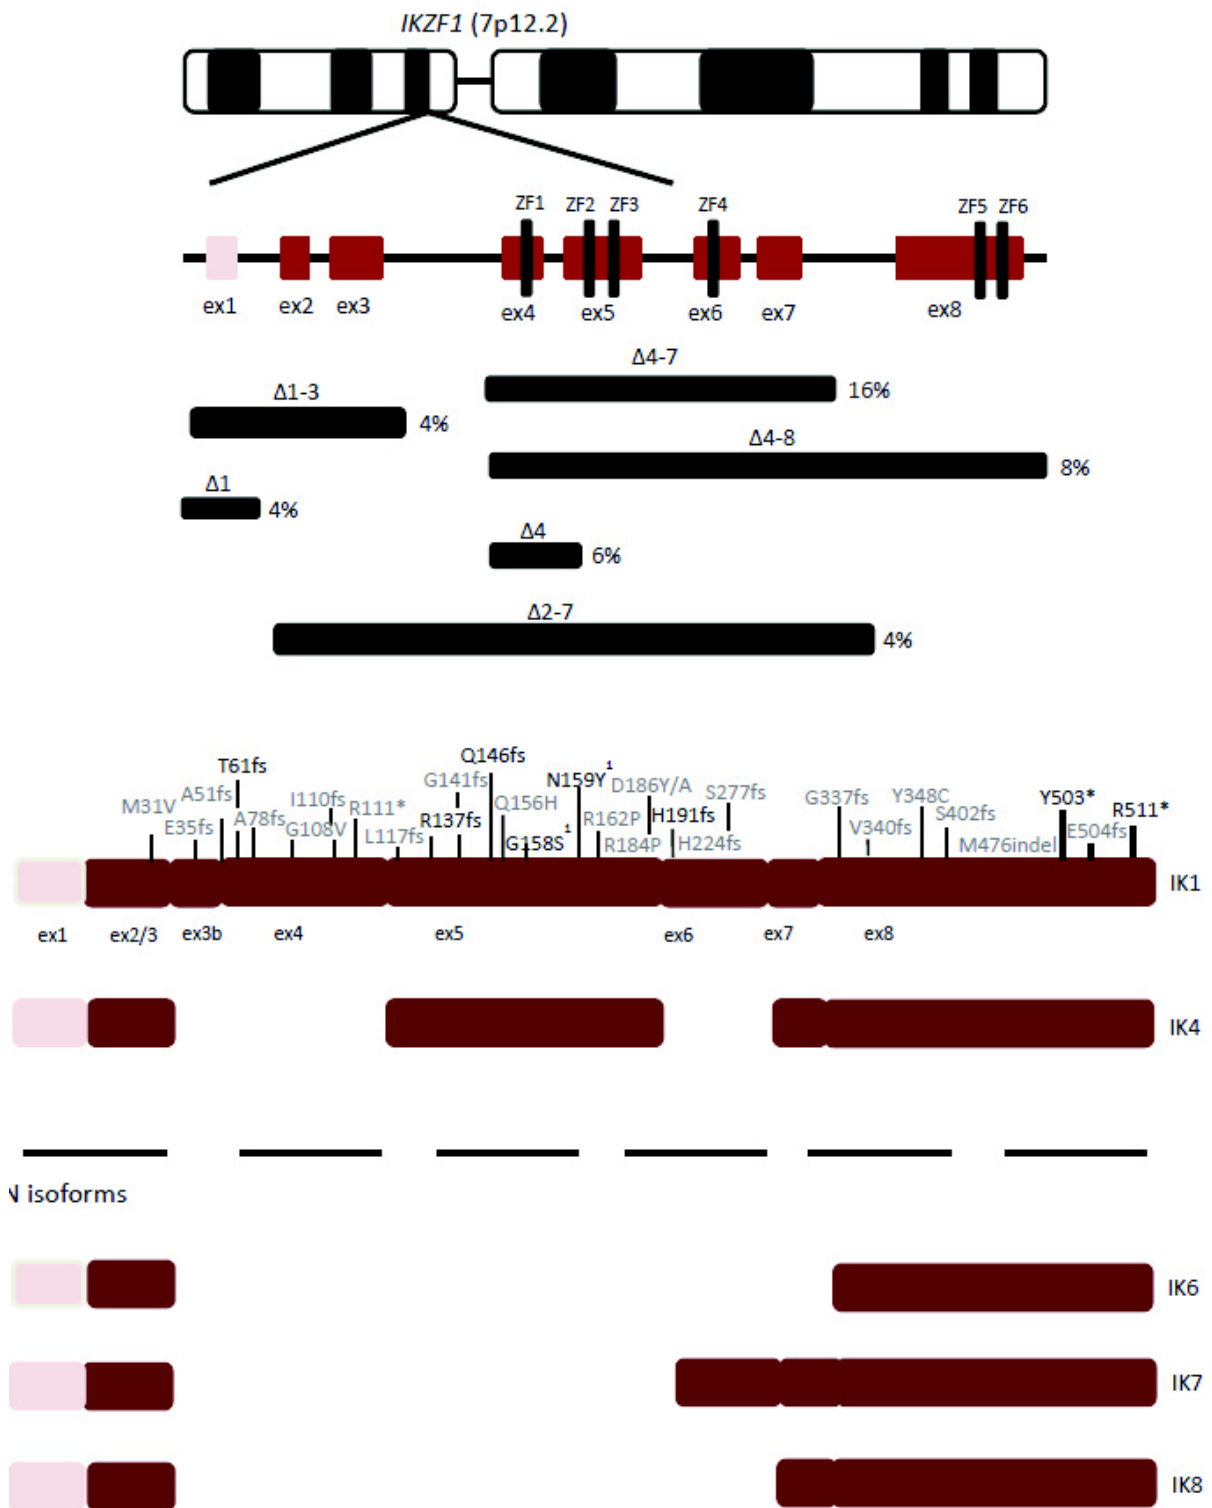 IKZF1 (7p12.2)
ZF1 ZF2 ZF3 ZF4 ZF5 ZF6
ex1 ex2 ex3 ex4 ex5 ex6 ex7 ex8
Δ4-7
16%
Δ1-3
4%
Δ4-8
8%
Δ1
4%
Δ4
6%
Δ2-7
4%
Q146fs
T61fs
G141fs N159Y¹ D186Y/A
A51fs I110fs S277fs G337fs Y348C Y503*
M31V R111* Q156H R162P S402fs R511*
E35fs A78fs G108V L117fs R137fs H191fs V340fs E504fs
G158S¹ R184P H224fs M476indel
IK1
ex1 ex2/3 ex3b ex4 ex5 ex6 ex7 ex8
IK4
N isoforms
IK6
IK7
IK8